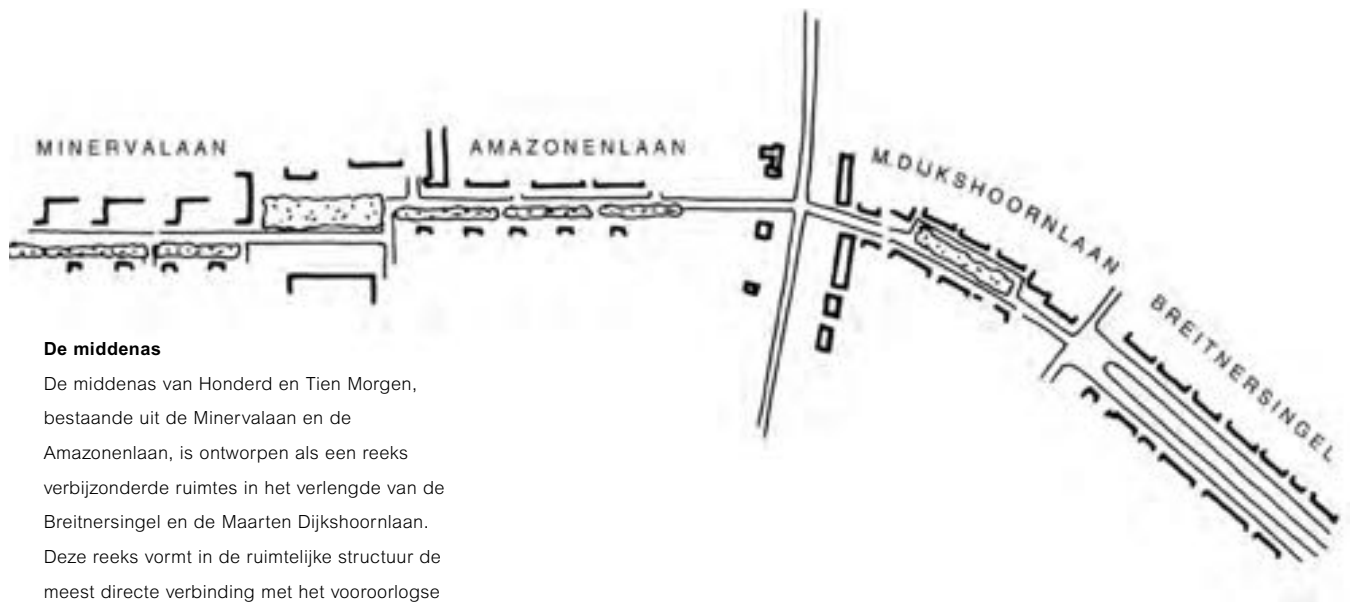 MINERVALAAN
AMAZONENLAAN
M. DIJKSHOORNLAAN
BREITNERSINGEL
De middenas
De middenas van Honderd en Tien Morgen,
bestaande uit de Minervalaan en de
Amazonenlaan, is ontworpen als een reeks
verbijzonderde ruimtes in het verlengde van de
Breitnersingel en de Maarten Dijkshoornlaan.
Deze reeks vormt in de ruimtelijke structuur de
meest directe verbinding met het vooroorlogse